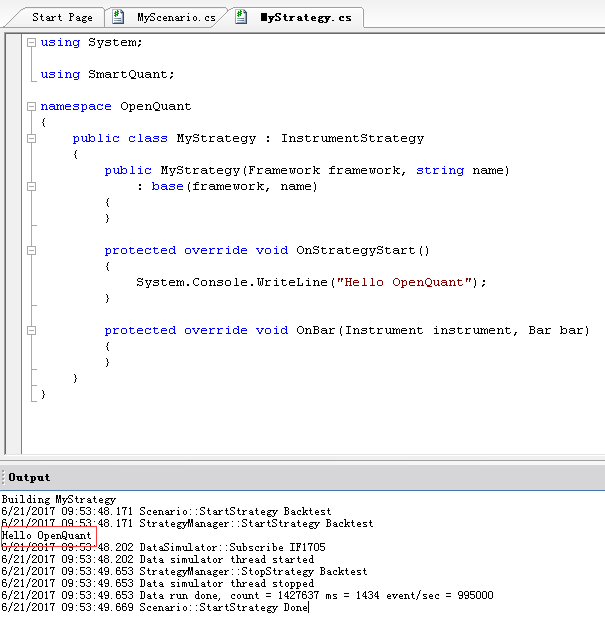 Start Page
MyScenario.cs
MyStrategy.cs
using System;
using SmartQuant;
namespace OpenQuant
{
public class MyStrategy : InstrumentStrategy
{
public MyStrategy(Framework framework, string name)
: base(framework, name)
{
}
protected override void OnStrategyStart()
{
System.Console.WriteLine("Hello OpenQuant");
}
protected override void OnBar(Instrument instrument, Bar bar)
{
}
}
}
Output
Building MyStrategy
6/21/2017 09:53:48.171 Scenario::StartStrategy Backtest
6/21/2017 09:53:48.171 StrategyManager::StartStrategy Backtest
Hello OpenQuant
6/21/2017 09:53:48.202 DataSimulator::Subscribe IF1705
6/21/2017 09:53:48.202 Data simulator thread started
6/21/2017 09:53:49.653 StrategyManager::StopStrategy Backtest
6/21/2017 09:53:49.653 Data simulator thread stopped
6/21/2017 09:53:49.653 Data run done, count = 1427637 ms = 1434 event/sec = 995000
6/21/2017 09:53:49.669 Scenario::StartStrategy Done